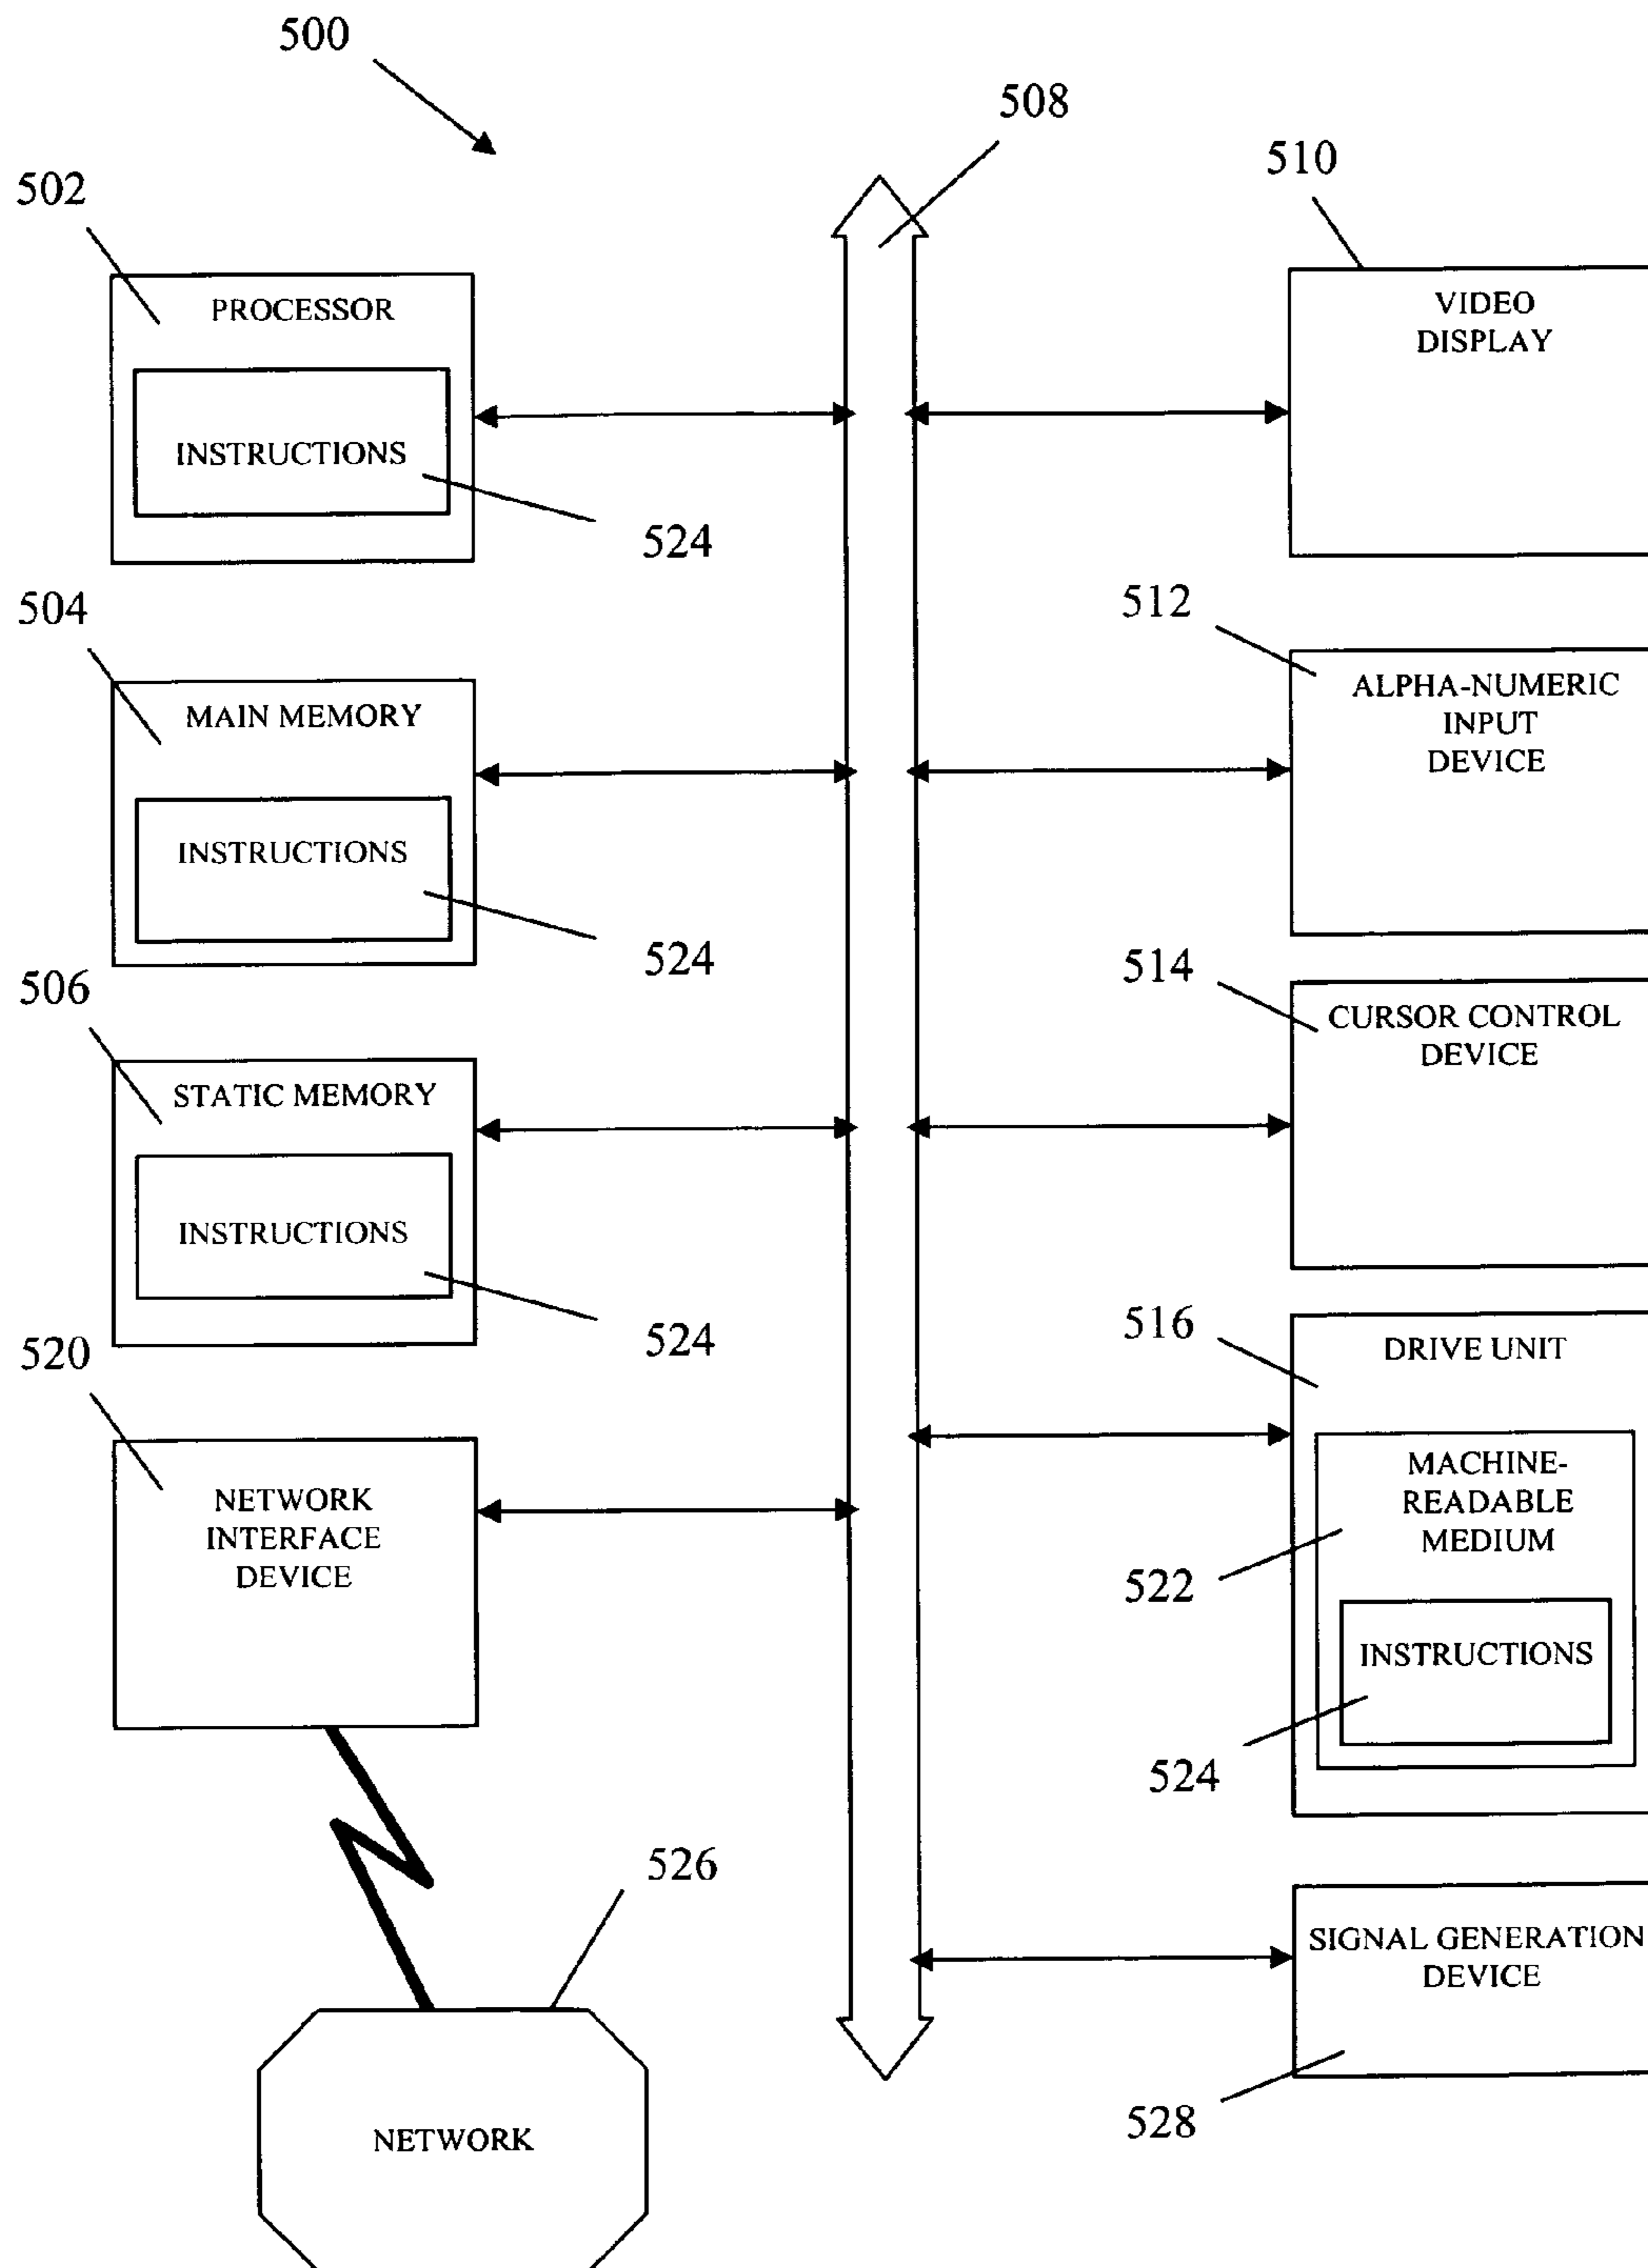 500
508
510
502
PROCESSOR
INSTRUCTIONS
524
VIDEO
DISPLAY
504
MAIN MEMORY
INSTRUCTIONS
524
512
ALPHA-NUMERIC
INPUT
DEVICE
506
STATIC MEMORY
INSTRUCTIONS
524
514
CURSOR CONTROL
DEVICE
520
NETWORK
INTERFACE
DEVICE
516
DRIVE UNIT
MACHINE-
READABLE
MEDIUM
522
INSTRUCTIONS
524
526
NETWORK
SIGNAL GENERATION
DEVICE
528